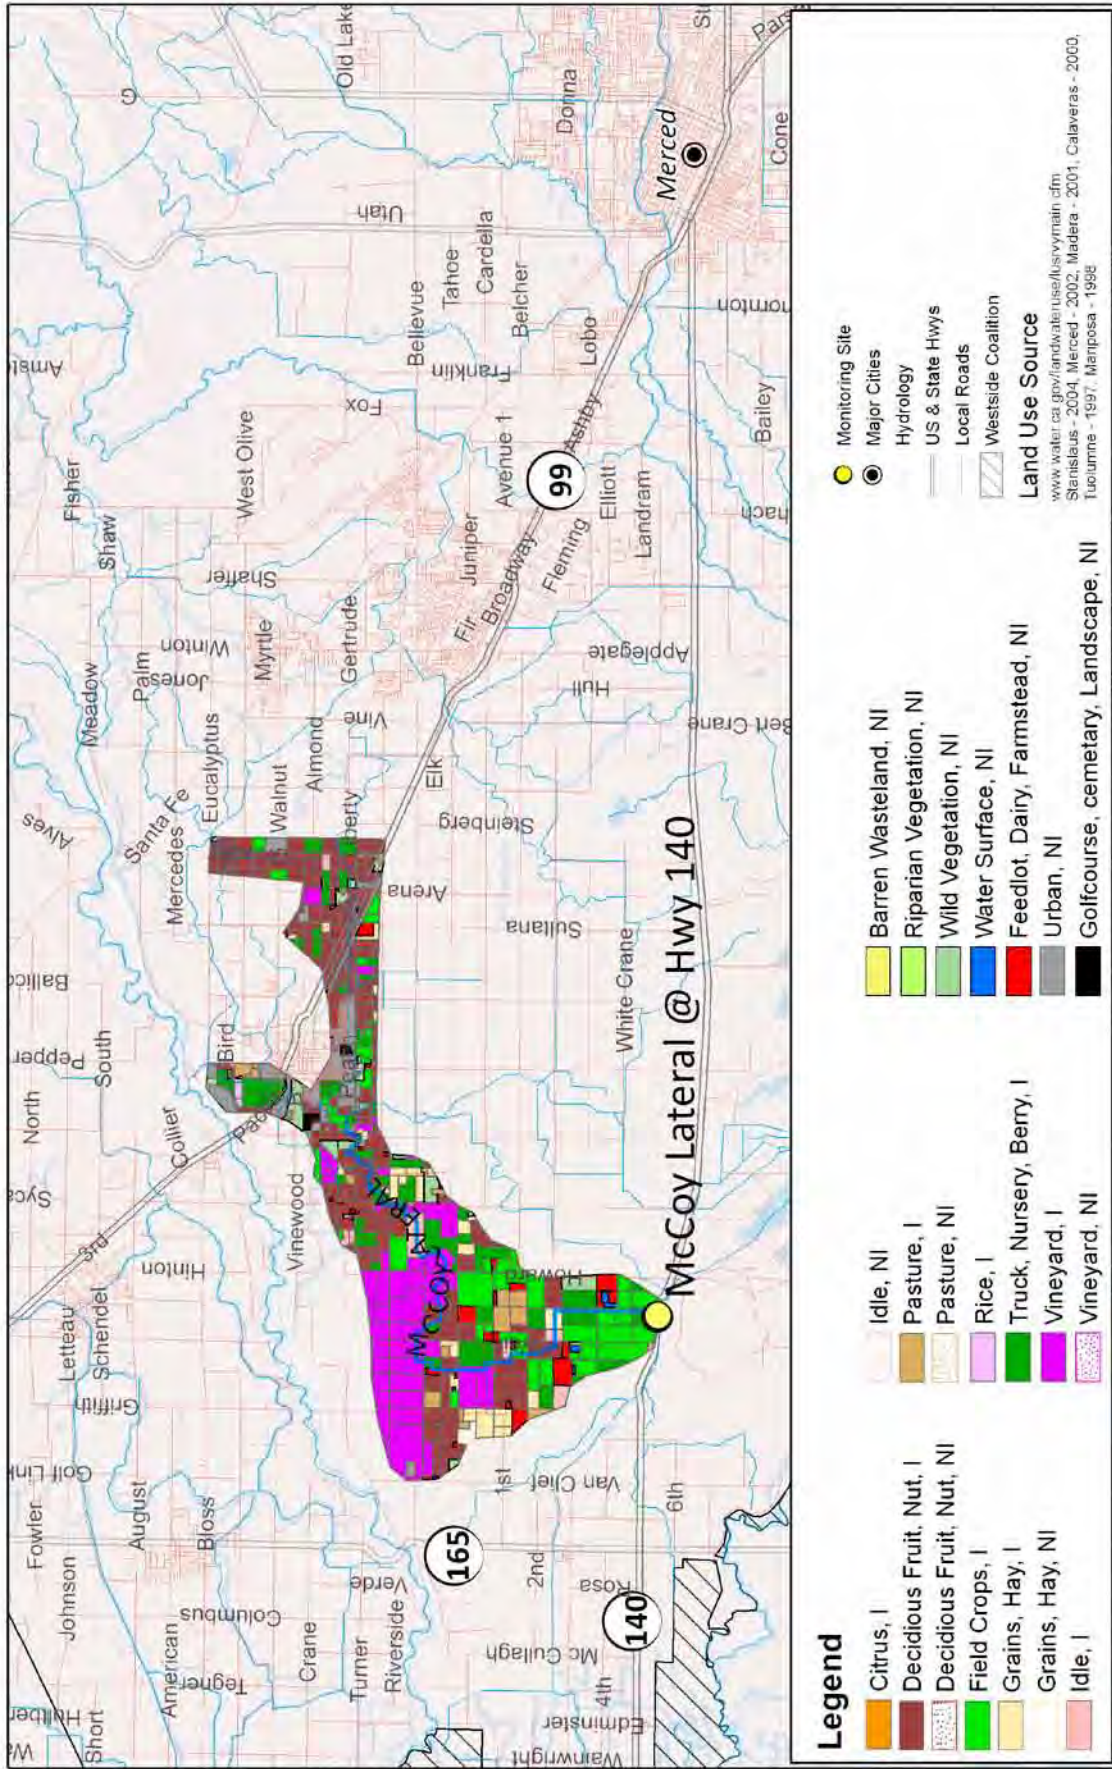 Old Lake
G
Donna
Merced
Cone
Utah
Bellevue
Tahoe
Cardella
Belcher
Lobo
Franklin
Fox
Fisher
Shaw
West Olive
Shaffer
Ashby
Avenue 1
99
Juniper
Broadway
Fir
Fleming
Elliott
Landram
Bailey
Meadow
Palm
Jones
Winton
Myrtle
Gertrude
Vine
Applegate
Hull
Bert Crane
Alves
Santa Fe
Mercedes
Eucalyptus
Walnut
Almond
Elk
Steinberg
Arena
Sultana
White Crane
Pepper
South
Bird
North
Collier
Vinewood
3rd
Hinton
Letteau
Schendel
Griffith
McCOY LATERAL
Howard
McCoy Lateral @ Hwy 140
Fowler
August
Bloss
Johnson
Columbus
American
Tegner
Crane
Turner
Riverside
Verde
165
1st
Van Clief
2nd
6th
Rosa
140
Mc Cullagh
4th
Edminster
Wainwright
Short
Legend
Citrus, I
Decidious Fruit, Nut, I
Decidious Fruit, Nut, NI
Field Crops, I
Grains, Hay, I
Grains, Hay, NI
Idle, I
Idle, NI
Pasture, I
Pasture, NI
Rice, I
Truck, Nursery, Berry, I
Vineyard, I
Vineyard, NI
Barren Wasteland, NI
Riparian Vegetation, NI
Wild Vegetation, NI
Water Surface, NI
Feedlot, Dairy, Farmstead, NI
Urban, NI
Golfcourse, cemetary, Landscape, NI
Monitoring Site
Major Cities
Hydrology
US & State Hwys
Local Roads
Westside Coalition
Land Use Source
www.water.ca.gov/landwateruse/lusrvymain.cfm
Stanislaus - 2004, Merced - 2002, Madera - 2001, Calaveras - 2000,
Tuolumne - 1997, Mariposa - 1998